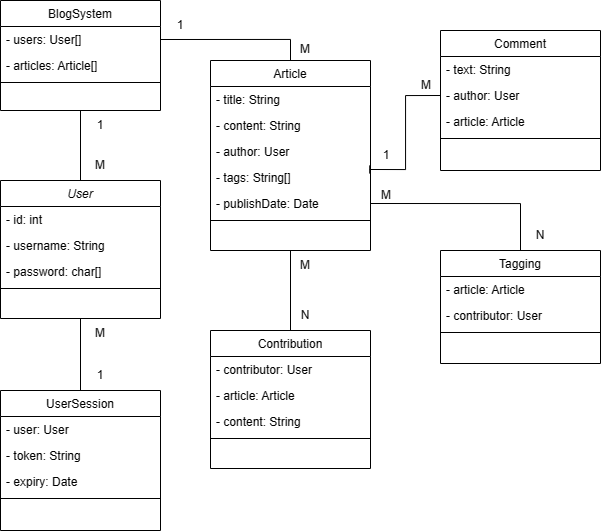 BlogSystem
- users: User[]
- articles: Article[]
1
M
1
M
User
- id: int
- username: String
- password: char[]
M
1
UserSession
- user: User
- token: String
- expiry: Date
Article
- title: String
- content: String
- author: User
- tags: String[]
- publishDate: Date
M
N
Contribution
- contributor: User
- article: Article
- content: String
1
M
Comment
- text: String
- author: User
- article: Article
M
N
Tagging
- article: Article
- contributor: User